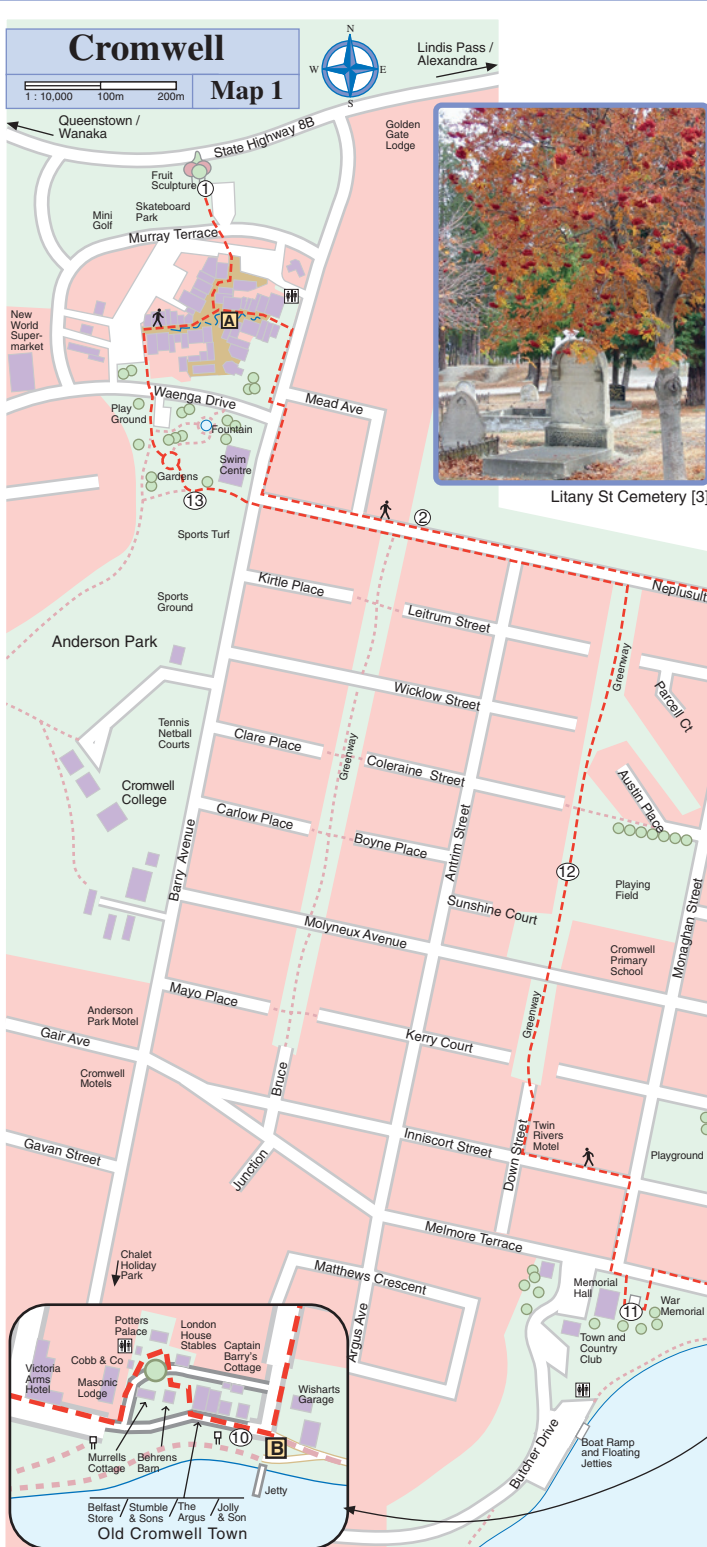 Cromwell
1 : 10,000 100m 200m
Map 1
N
W E
S
Lindis Pass /
Alexandra
Queenstown /
Wanaka
State Highway 8B
Golden
Gate
Lodge
Fruit
Sculpture
1
Skateboard
Park
Mini
Golf
Murray Terrace
New
World
Super-
market
A
Litany St Cemetery [3]
Waenga Drive
Mead Ave
Play
Ground
Fountain
Swim
Centre
Gardens
13
2
Sports Turf
Neplusult
Kirtle Place
Leitrum Street
Sports
Ground
Anderson Park
Greenway
Parcell Ct
Wicklow Street
Tennis
Netball
Courts
Clare Place
Greenway
Coleraine Street
Austin Place
Cromwell
College
Carlow Place
Boyne Place
Antrim Street
Barry Avenue
12
Playing
Field
Sunshine Court
Monaghan Street
Molyneux Avenue
Cromwell
Primary
School
Mayo Place
Anderson
Park Motel
Greenway
Gair Ave
Kerry Court
Cromwell
Motels
Bruce
Gavan Street
Junction
Inniscort Street
Down Street
Twin
Rivers
Motel
Playground
Melmore Terrace
Chalet
Holiday
Park
Matthews Crescent
Argus Ave
Memorial
Hall
11
War
Memorial
Town and
Country
Club
Butcher Drive
Boat Ramp
and Floating
Jetties
Potters
Palace
London
House
Stables
Captain
Barry's
Cottage
Cobb & Co
Victoria
Arms
Hotel
Masonic
Lodge
Wisharts
Garage
10
B
Murrells
Cottage
Behrens
Barn
Jetty
Belfast
Store
Stumble
& Sons
The
Argus
Jolly
& Son
Old Cromwell Town